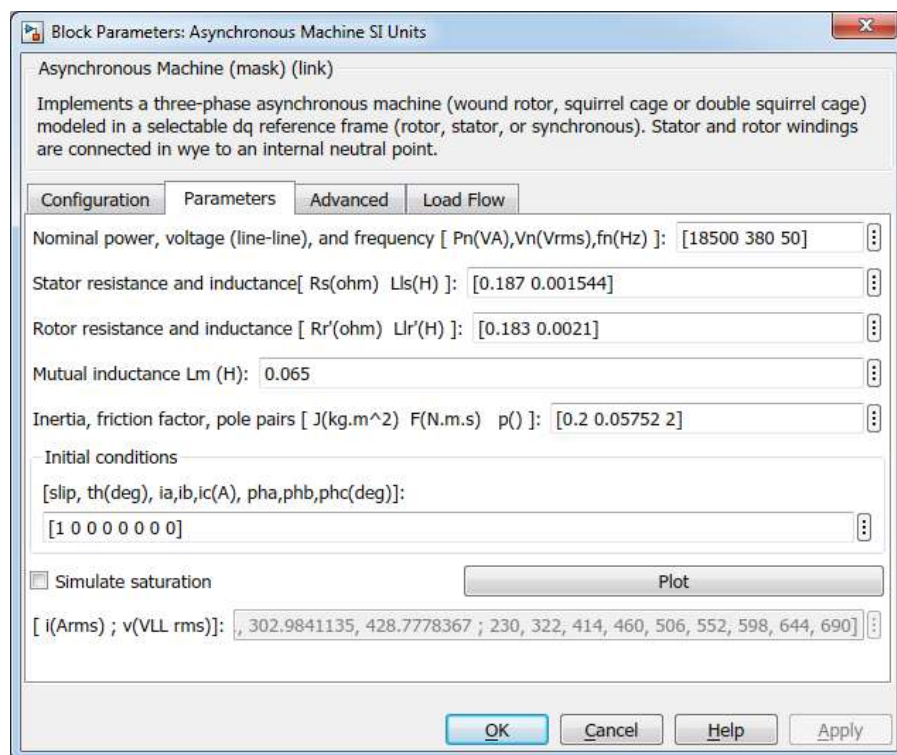 Block Parameters: Asynchronous Machine SI Units
Asynchronous Machine (mask) (link)
Implements a three-phase asynchronous machine (wound rotor, squirrel cage or double squirrel cage)
modeled in a selectable dq reference frame (rotor, stator, or synchronous). Stator and rotor windings
are connected in wye to an internal neutral point.
Configuration Parameters Advanced Load Flow
Nominal power, voltage (line-line), and frequency [ Pn(VA),Vn(Vrms),fn(Hz) ]: [18500 380 50]
Stator resistance and inductance[ Rs(ohm) Lls(H) ]: [0.187 0.001544]
Rotor resistance and inductance [ Rr'(ohm) Llr'(H) ]: [0.183 0.0021]
Mutual inductance Lm (H): 0.065
Inertia, friction factor, pole pairs [ J(kg.m^2) F(N.m.s) p() ]: [0.2 0.05752 2]
Initial conditions
[slip, th(deg), ia,ib,ic(A), pha,phb,phc(deg)]:
[1 0 0 0 0 0 0 0]
Simulate saturation Plot
[ i(Arms) ; v(VLL rms)]: , 302.9841135, 428.7778367 ; 230, 322, 414, 460, 506, 552, 598, 644, 690]
OK Cancel Help Apply